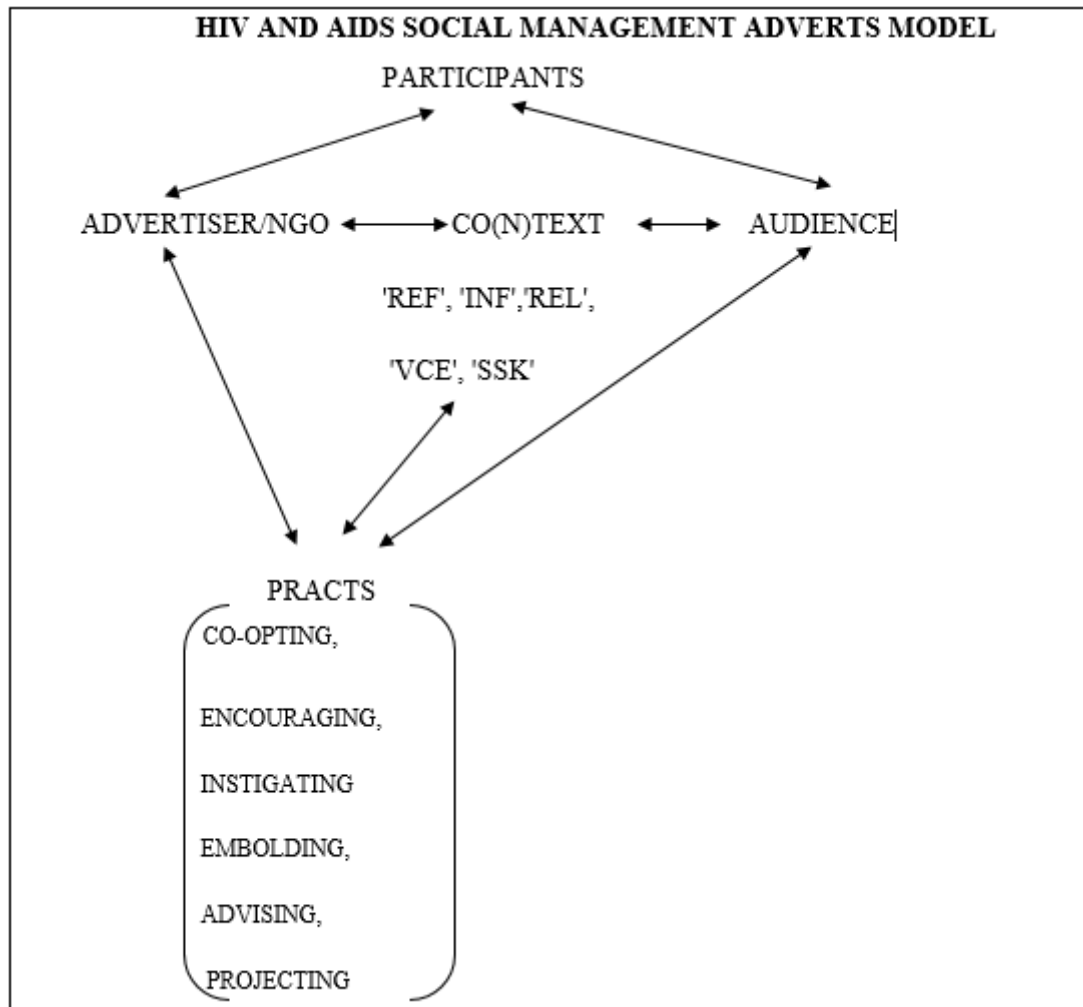 HIV AND AIDS SOCIAL MANAGEMENT ADVERTS MODEL
PARTICIPANTS
ADVERTISER/NGO CO(N)TEXT AUDIENCE
'REF', 'INF','REL',
'VCE', 'SSK'
PRACTS
CO-OPTING,
ENCOURAGING,
INSTIGATING
EMBOLDING,
ADVISING,
PROJECTING